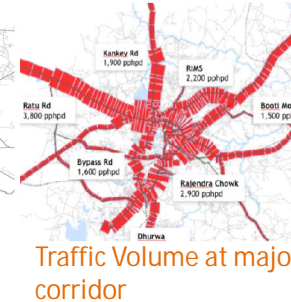 Kankey Rd
1,900 pphpd
RIMS
2,200 pphpd
Ratu Rd
3,800 pphpd
Booti Mo
1,500 pp
Bypass Rd
1,600 pphpd
Rajendra Chowk
2,900 pphpd
Dhurwa
Traffic Volume at majo
corridor